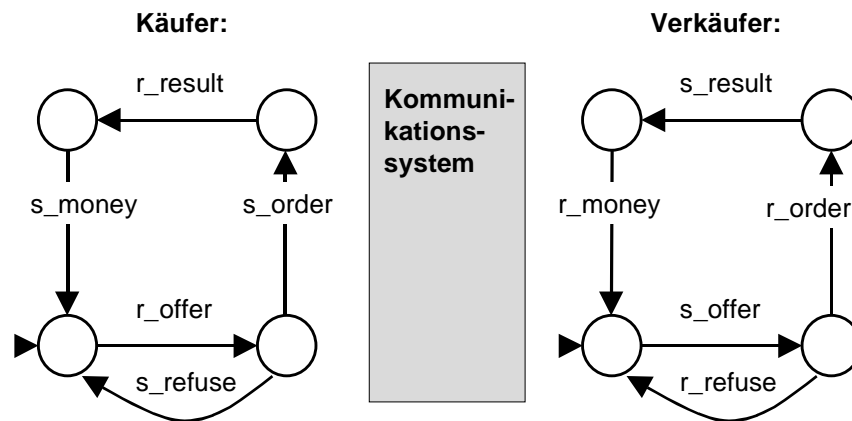 Käufer:
r_result
s_money
s_order
r_offer
s_refuse
Kommuni-
kations-
system
Verkäufer:
s_result
r_money
r_order
s_offer
r_refuse